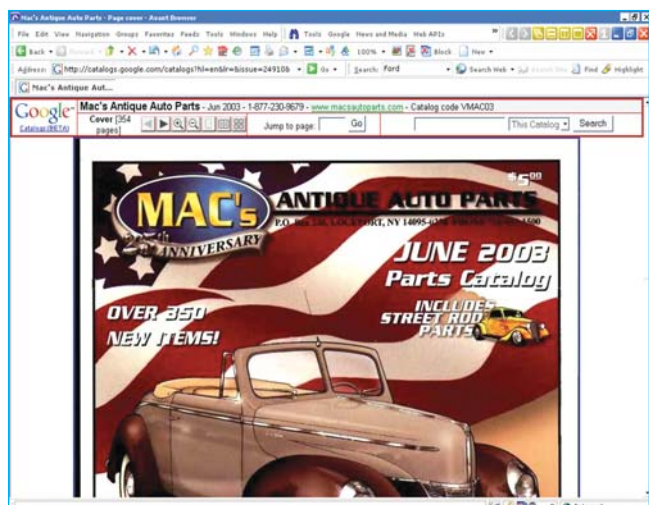 Mac's Antique Auto Parts - Page cover - Avant Browser
File Edit View Navigation Groups Favorites Feeds Tools Windows Help Tools Google News and Media Web APIs
Back 100% Block New
Address: http://catalogs.google.com/catalogs?hl=en&lr=&issue=24910& Go Search: Ford Search Web Find Highlight
Mac's Antique Aut...
Google
Catalogs (BETA)
Mac's Antique Auto Parts - Jun 2003 - 1-877-230-9679 - www.macsautoparts.com - Catalog code VMAC03
Cover [354 pages] Jump to page: Go This Catalog Search
$5.00
MAC's
25th ANNIVERSARY
ANTIQUE AUTO PARTS
LOCKPORT, NY
JUNE 2003
Parts Catalog
OVER 350
NEW ITEMS!
INCLUDES
STREET ROD
PARTS